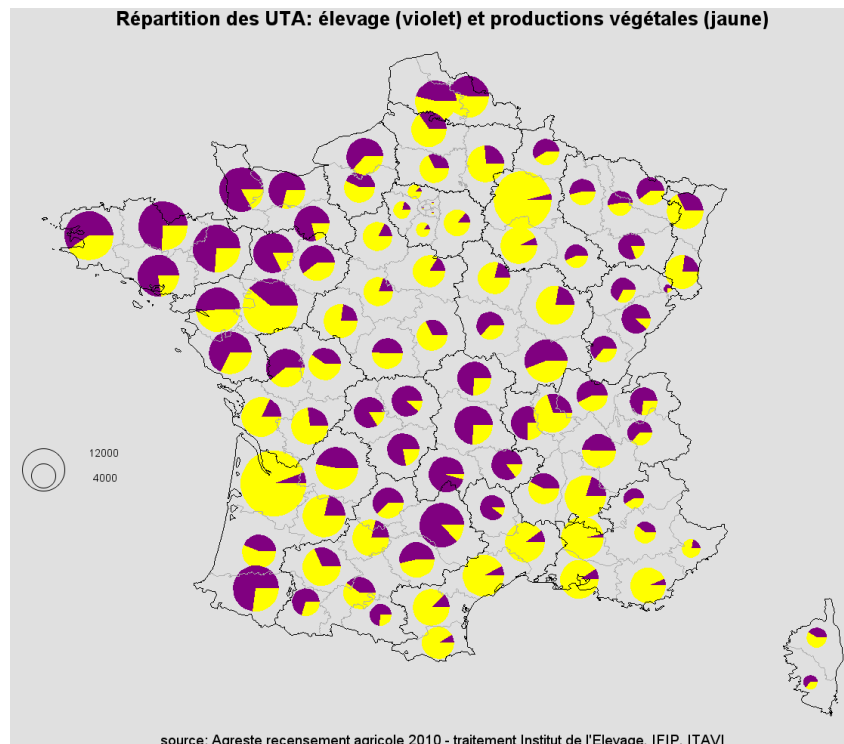 Répartition des UTA: élevage (violet) et productions végétales (jaune)
12000
4000
source: Agreste recensement agricole 2010 - traitement Institut de l'Elevage, IFIP, ITAVI